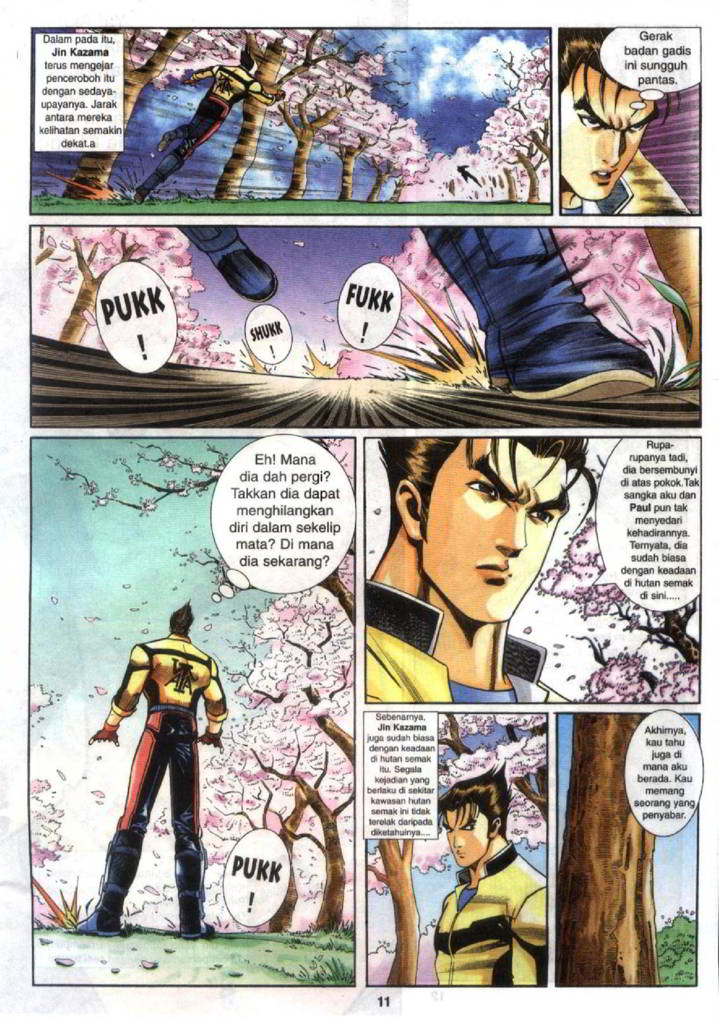 Dalam pada itu,
Jin Kazama
terus mengejar
penceroboh itu
dengan sedaya-
upayanya. Jarak
antara mereka
kelihatan semakin
dekat.a
Gerak
badan gadis
ini sungguh
pantas.
PUKK
!
SHUKK
!
FUKK
!
Eh! Mana
dia dah pergi?
Takkan dia dapat
menghilangkan
diri dalam sekelip
mata? Di mana
dia sekarang?
PUKK
!
Rupa-
rupanya tadi,
dia bersembunyi
di atas pokok.Tak
sangka aku dan
Paul pun tak
menyedari
kehadirannya.
Ternyata, dia
sudah biasa
dengan keadaan
di hutan semak
di sini.....
Sebenarnya,
Jin Kazama
juga sudah biasa
dengan keadaan
di hutan semak
itu. Segala
kejadian yang
berlaku di sekitar
kawasan hutan
semak ini tidak
terelak daripada
diketahuinya....
Akhirnya,
kau tahu
juga di
mana aku
berada. Kau
memang
seorang yang
penyabar.
11